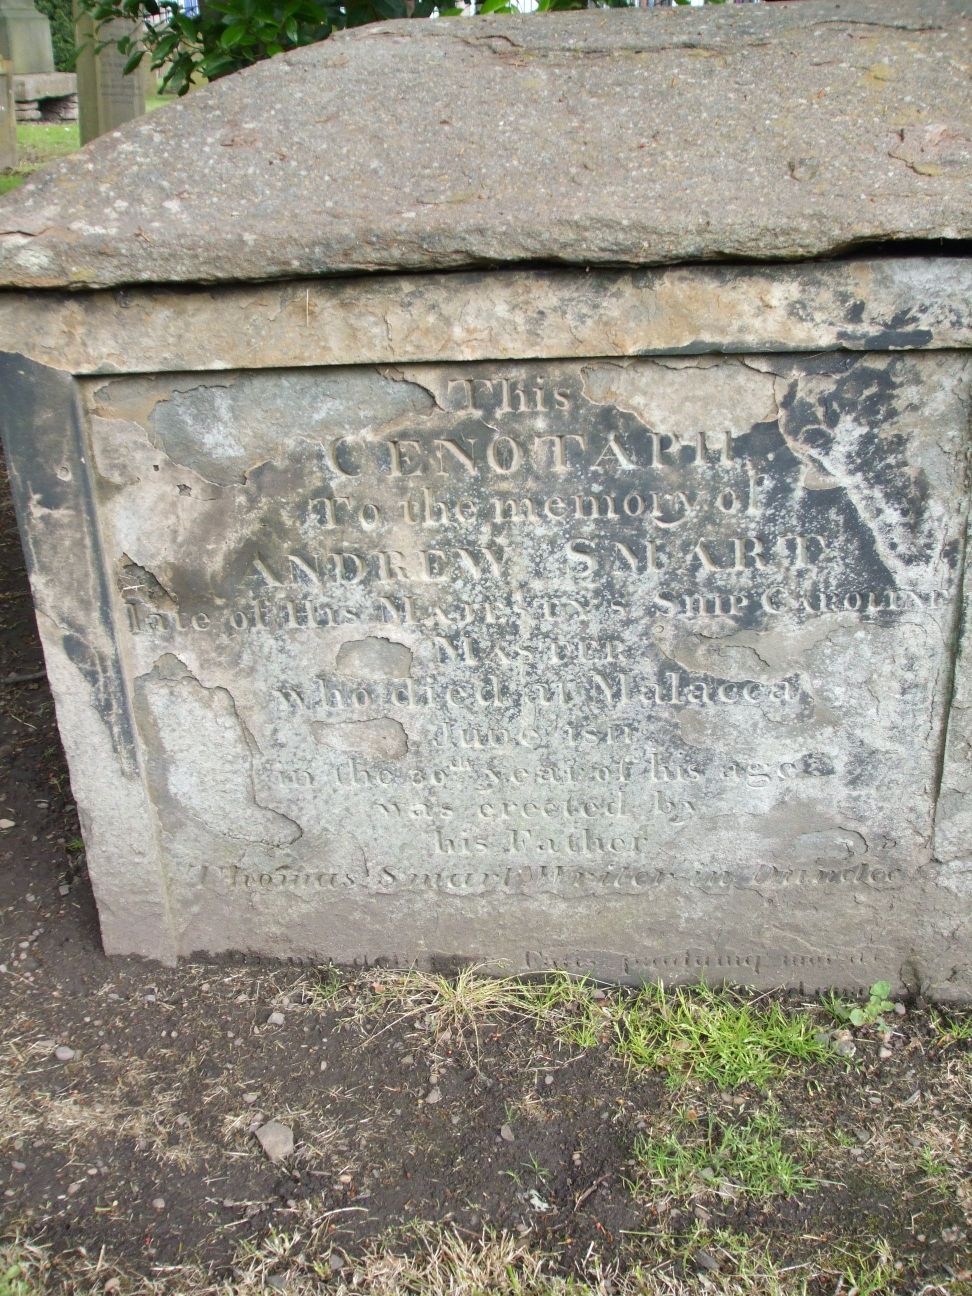 This
CENOTAPH
To the memory of
ANDREW SMART
late of HIS MAJESTYS SHIP CAROLINE
MASTER
who died at Malacca
June 1811
in the 30th year of his age
was erected by
his Father
Thomas Smart Writer in Dundee